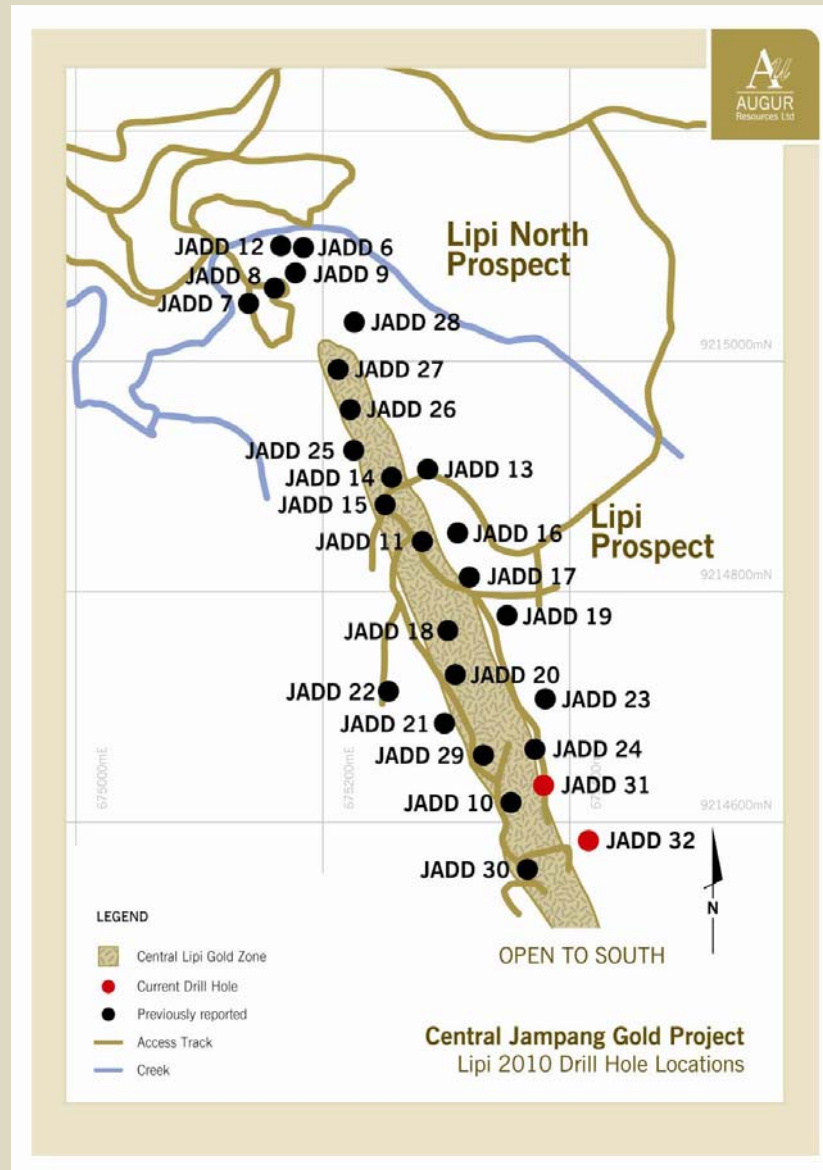 Au
AUGUR
Resources Ltd
Lipi North
Prospect
JADD 12
JADD 6
JADD 8
JADD 9
JADD 7
JADD 28
9215000mN
JADD 27
JADD 26
JADD 25
JADD 13
JADD 14
JADD 15
Lipi
Prospect
JADD 16
JADD 11
JADD 17
9214800mN
JADD 19
JADD 18
JADD 20
JADD 22
JADD 23
JADD 21
JADD 24
JADD 29
675000mE
675200mE
JADD 31
JADD 10
9214600mN
JADD 32
JADD 30
N
LEGEND
Central Lipi Gold Zone
Current Drill Hole
Previously reported
Access Track
Creek
OPEN TO SOUTH
Central Jampang Gold Project
Lipi 2010 Drill Hole Locations